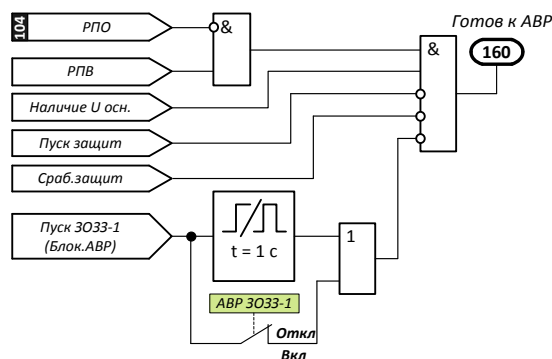 104
РПО
РПВ
Наличие U осн.
Пуск защит
Сраб.защит
Пуск ЗОЗЗ-1
(Блок.АВР)
&
&
Готов к АВР
160
t = 1 с
1
АВР ЗОЗЗ-1
Откл
Вкл